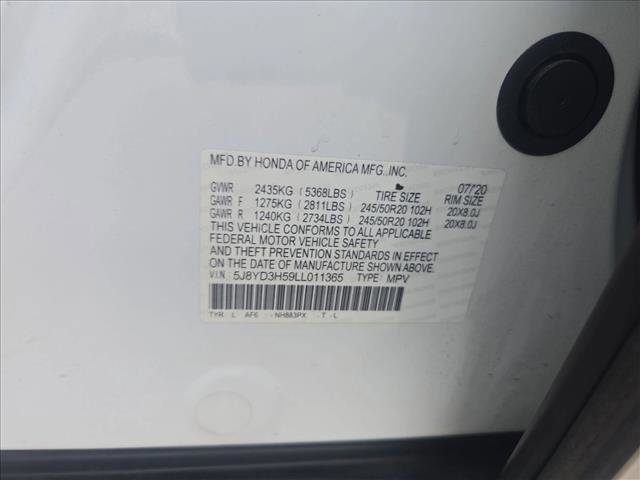 MFD.BY HONDA OF AMERICA MFG.,INC.
07/'20
GVWR 2435KG (5368LBS) TIRE SIZE RIM SIZE
GAWR F 1275KG (2811LBS) 245/50R20 102H 20X8.0J
GAWR R 1240KG (2734LBS) 245/50R20 102H 20X8.0J
THIS VEHICLE CONFORMS TO ALL APPLICABLE
FEDERAL MOTOR VEHICLE SAFETY
AND THEFT PREVENTION STANDARDS IN EFFECT
ON THE DATE OF MANUFACTURE SHOWN ABOVE.
V.I.N. 5J8YD3H59LL011365 TYPE: MPV
TYR L AF6 -NH883PX -T -L